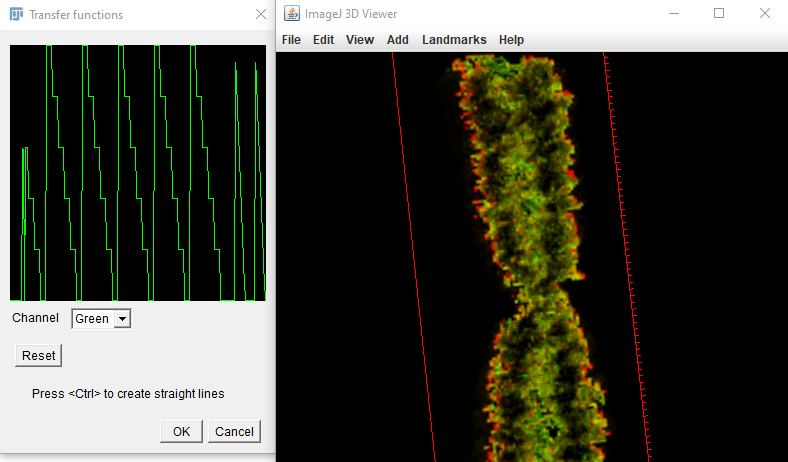 Transfer functions
Channel Green
Reset
Press <Ctrl> to create straight lines
OK Cancel
ImageJ 3D Viewer
File Edit View Add Landmarks Help